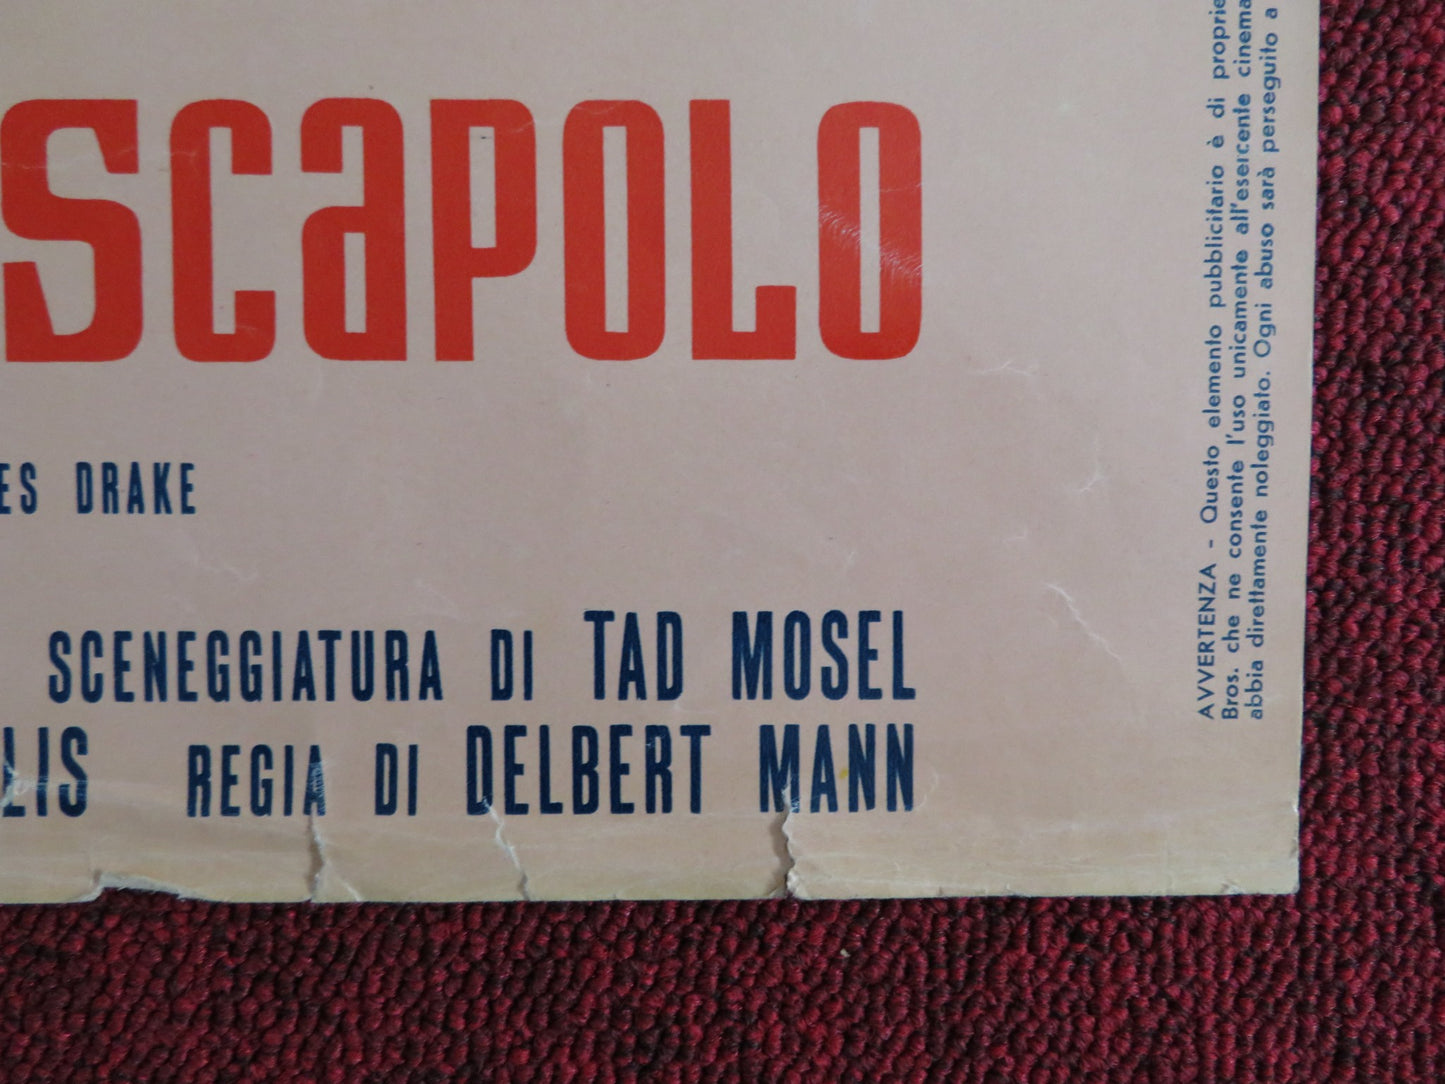 SCAPOLO
ES DRAKE
SCENEGGIATURA DI TAD MOSEL
LIS REGIA DI DELBERT MANN
AVVERTENZA - Questo elemento pubblicitario è di proprie
Bros. che ne consente l'uso unicamente all'esercente cinema
abbia direttamente noleggiato. Ogni abuso sarà perseguito a